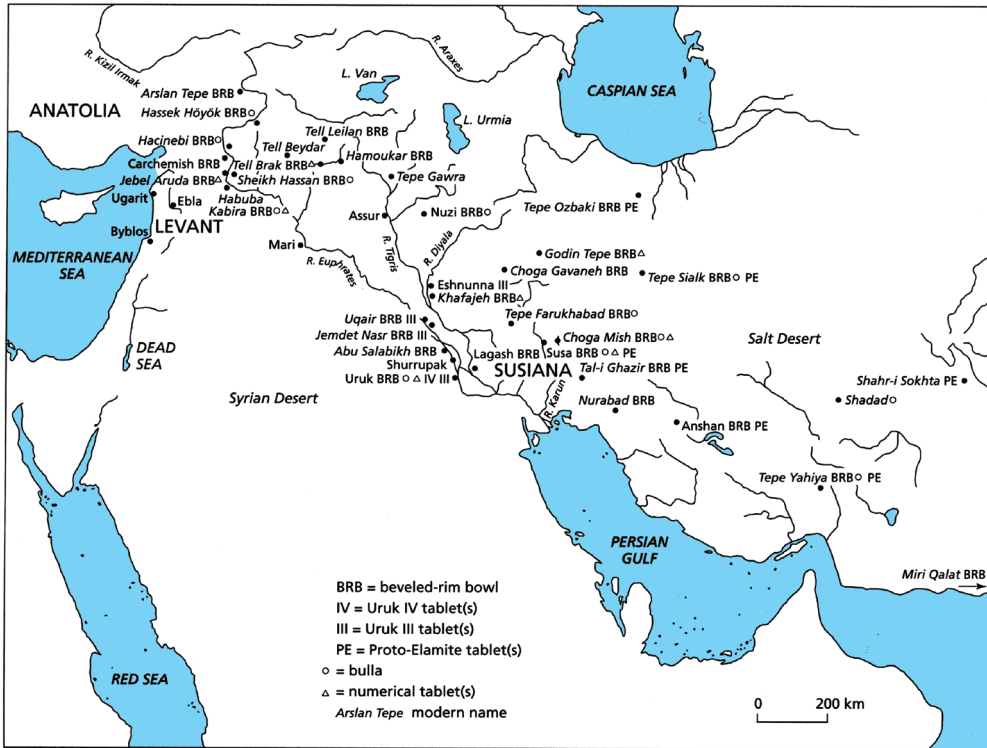 R. Kizil Irmak
R. Araxes
L. Van
CASPIAN SEA
Arslan Tepe BRB
ANATOLIA
Hassek Höyök BRB○
L. Urmia
Tell Leilan BRB
Hacinebi BRB○
Tell Beydar
Carchemish BRB
Tell Brak BRB△
Hamoukar BRB
Jebel Aruda BRB△
Sheikh Hassan BRB○
Tepe Gawra
Ugarit
Ebla
Habuba
Kabira BRB○△
Assur
Nuzi BRB○
Tepe Ozbaki BRB PE
LEVANT
Byblos
MEDITERRANEAN
SEA
Mari
R. Euphrates
R. Tigris
R. Diyala
Godin Tepe BRB△
Choga Gavaneh BRB
Tepe Sialk BRB○ PE
Eshnunna III
Khafajeh BRB△
Uqair BRB III
Tepe Farukhabad BRB○
Jemdet Nasr BRB III
Choga Mish BRB○△
Salt Desert
DEAD
SEA
Abu Salabikh BRB
Lagash BRB
Susa BRB ○ △ PE
Shurrupak
SUSIANA
Tal-i Ghazir BRB PE
Uruk BRB ○ △ IV III
Shahr-i Sokhta PE
Syrian Desert
R. Karun
Nurabad BRB
Shadad○
Anshan BRB PE
Tepe Yahiya BRB○ PE
PERSIAN
GULF
Miri Qalat BRB
BRB = beveled-rim bowl
IV = Uruk IV tablet(s)
III = Uruk III tablet(s)
PE = Proto-Elamite tablet(s)
○ = bulla
△ = numerical tablet(s)
Arslan Tepe modern name
RED SEA
0 200 km